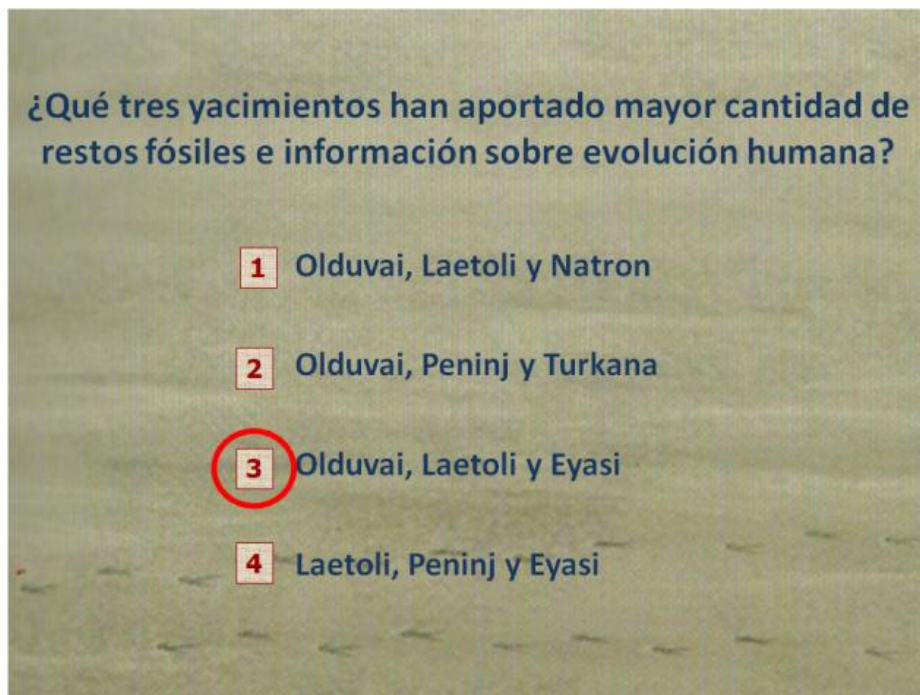 ¿Qué tres yacimientos han aportado mayor cantidad de
restos fósiles e información sobre evolución humana?
1 Olduvai, Laetoli y Natron
2 Olduvai, Peninj y Turkana
3 Olduvai, Laetoli y Eyasi
4 Laetoli, Peninj y Eyasi